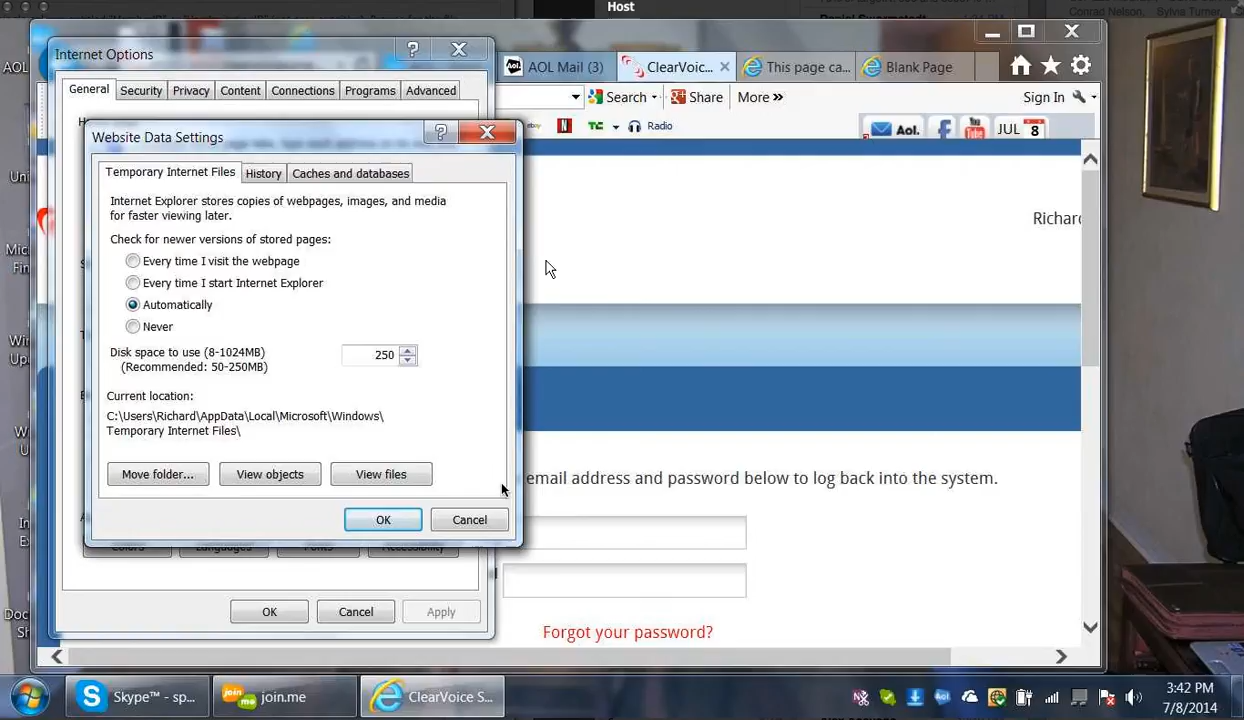 Host
Conrad Nelson, Sylvia Turner,
Internet Options
General Security Privacy Content Connections Programs Advanced
AOL Mail (3) ClearVoic... This page ca... Blank Page
Search Share More Sign In
Radio Aol. JUL 8
Website Data Settings
Temporary Internet Files History Caches and databases
Internet Explorer stores copies of webpages, images, and media
for faster viewing later.
Check for newer versions of stored pages:
Every time I visit the webpage
Every time I start Internet Explorer
Automatically
Never
Disk space to use (8-1024MB)
(Recommended: 50-250MB)
250
Current location:
C:\Users\Richard\AppData\Local\Microsoft\Windows\
Temporary Internet Files\
Move folder... View objects View files
OK Cancel
Richard
email address and password below to log back into the system.
Forgot your password?
OK Cancel Apply
Skype™ - sp... join.me ClearVoice S...
3:42 PM
7/8/2014